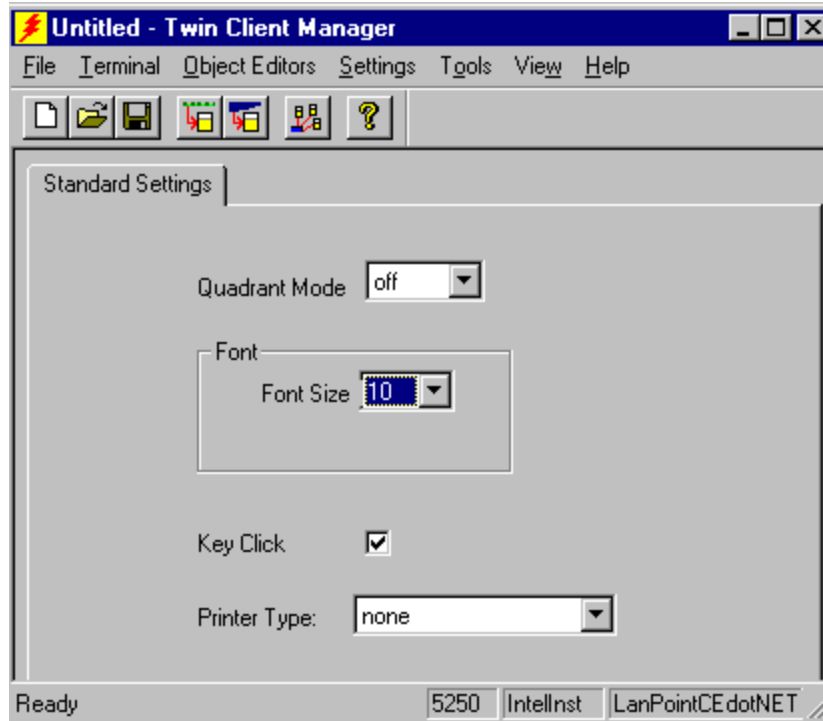 Untitled - Twin Client Manager
File Terminal Object Editors Settings Tools View Help
Standard Settings
Quadrant Mode off
Font
Font Size 10
Key Click
Printer Type: none
Ready 5250 IntelInst LanPointCEdotNET